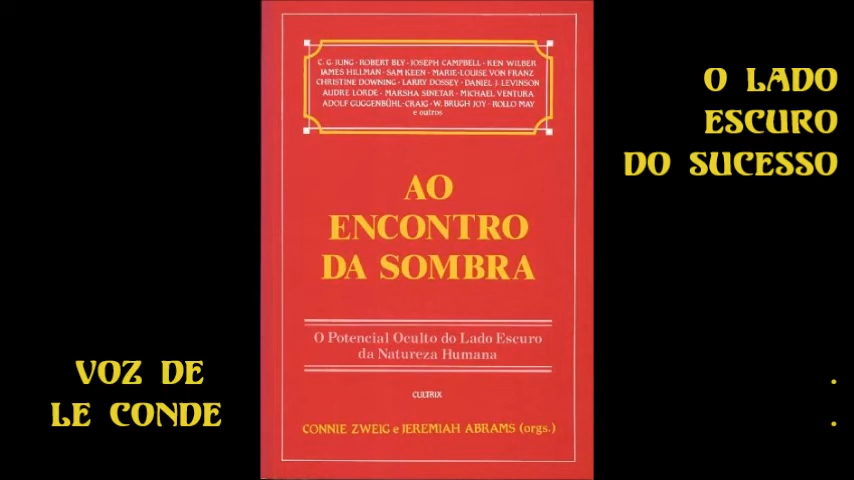 C. G. JUNG · ROBERT BLY · JOSEPH CAMPBELL · KEN WILBER
JAMES HILLMAN · SAM KEEN · MARIE-LOUISE VON FRANZ
CHRISTINE DOWNING · LARRY DOSSEY · DANIEL J. LEVINSON
AUDRE LORDE · MARSHA SINETAR · MICHAEL VENTURA
ADOLF GUGGENBÜHL-CRAIG · W. BRUGH JOY · ROLLO MAY
e outros
AO
ENCONTRO
DA SOMBRA
O Potencial Oculto do Lado Escuro
da Natureza Humana
CULTRIX
CONNIE ZWEIG e JEREMIAH ABRAMS (orgs.)
O LADO
ESCURO
DO SUCESSO
VOZ DE
LE CONDE
.
.